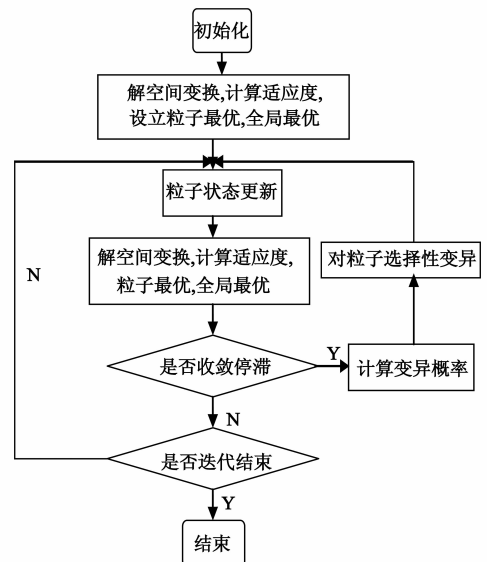 初始化
解空间变换,计算适应度,
设立粒子最优,全局最优
粒子状态更新
解空间变换,计算适应度,
粒子最优,全局最优
对粒子选择性变异
N
是否收敛停滞
Y
计算变异概率
N
是否迭代结束
Y
结束